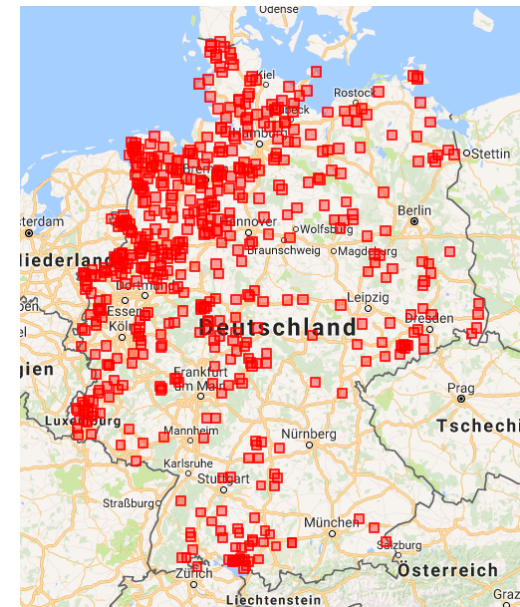 Odense
Kiel
Rostock
Hamburg
Stettin
sterdam
Hannover
Wolfsburg
Berlin
Niederland
Braunschweig
Magdeburg
Dortmund
Essen
Leipzig
Köln
Deutschland
Dresden
gien
Frankfurt
am Main
Prag
Luxemburg
Tschechi
Mannheim
Nürnberg
Karlsruhe
Stuttgart
Straßburg
München
Salzburg
Zürich
Österreich
Liechtenstein
Graz